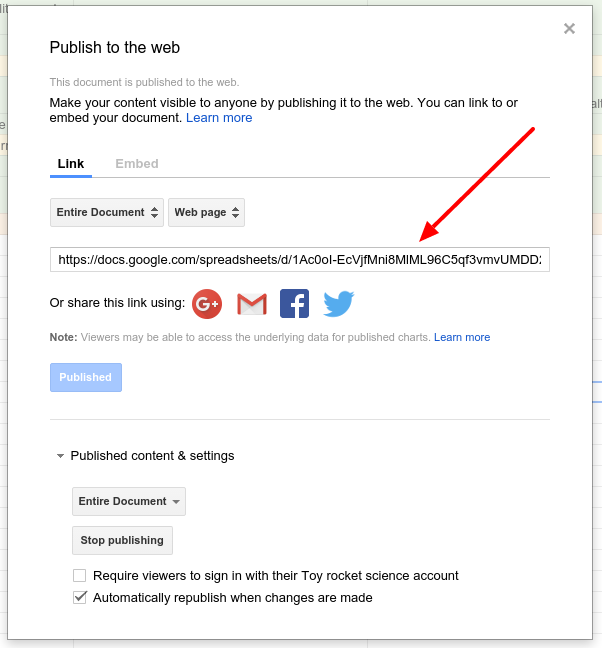 Publish to the web
This document is published to the web.
Make your content visible to anyone by publishing it to the web. You can link to or
embed your document. Learn more
Link Embed
Entire Document Web page
https://docs.google.com/spreadsheets/d/1Ac0oI-EcVjfMni8MlML96C5qf3vmvUMDD2
Or share this link using: G+
Note: Viewers may be able to access the underlying data for published charts. Learn more
Published
Published content & settings
Entire Document
Stop publishing
Require viewers to sign in with their Toy rocket science account
Automatically republish when changes are made